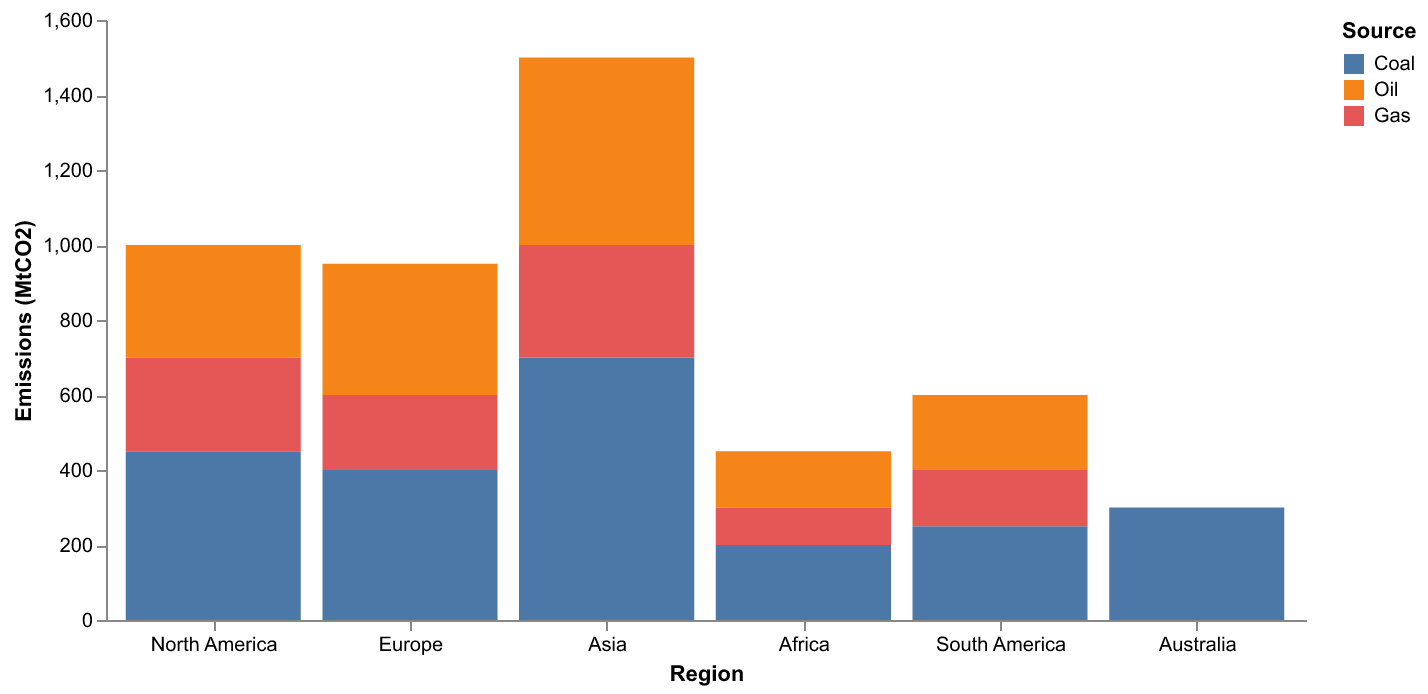 1,600
1,400
1,200
1,000
800
600
400
200
0
Emissions (MtCO2)
North America
Europe
Asia
Africa
South America
Australia
Region
Source
Coal
Oil
Gas